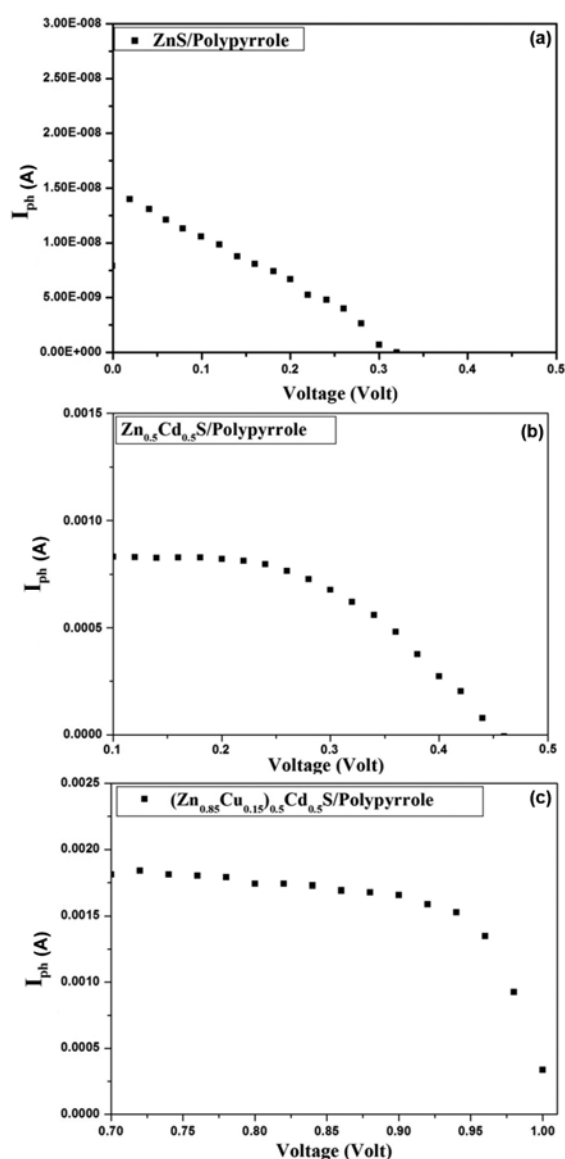 ZnS/Polypyrrole
(a)
3.00E-008
2.50E-008
2.00E-008
1.50E-008
1.00E-008
5.00E-009
0.00E+000
I_ph (A)
0.0 0.1 0.2 0.3 0.4 0.5
Voltage (Volt)
Zn0.5Cd0.5S/Polypyrrole
(b)
0.0015
0.0010
0.0005
0.0000
I_ph (A)
0.1 0.2 0.3 0.4 0.5
Voltage (Volt)
(Zn0.85Cu0.15)0.5Cd0.5S/Polypyrrole
(c)
0.0025
0.0020
0.0015
0.0010
0.0005
0.0000
I_ph (A)
0.70 0.75 0.80 0.85 0.90 0.95 1.00
Voltage (Volt)